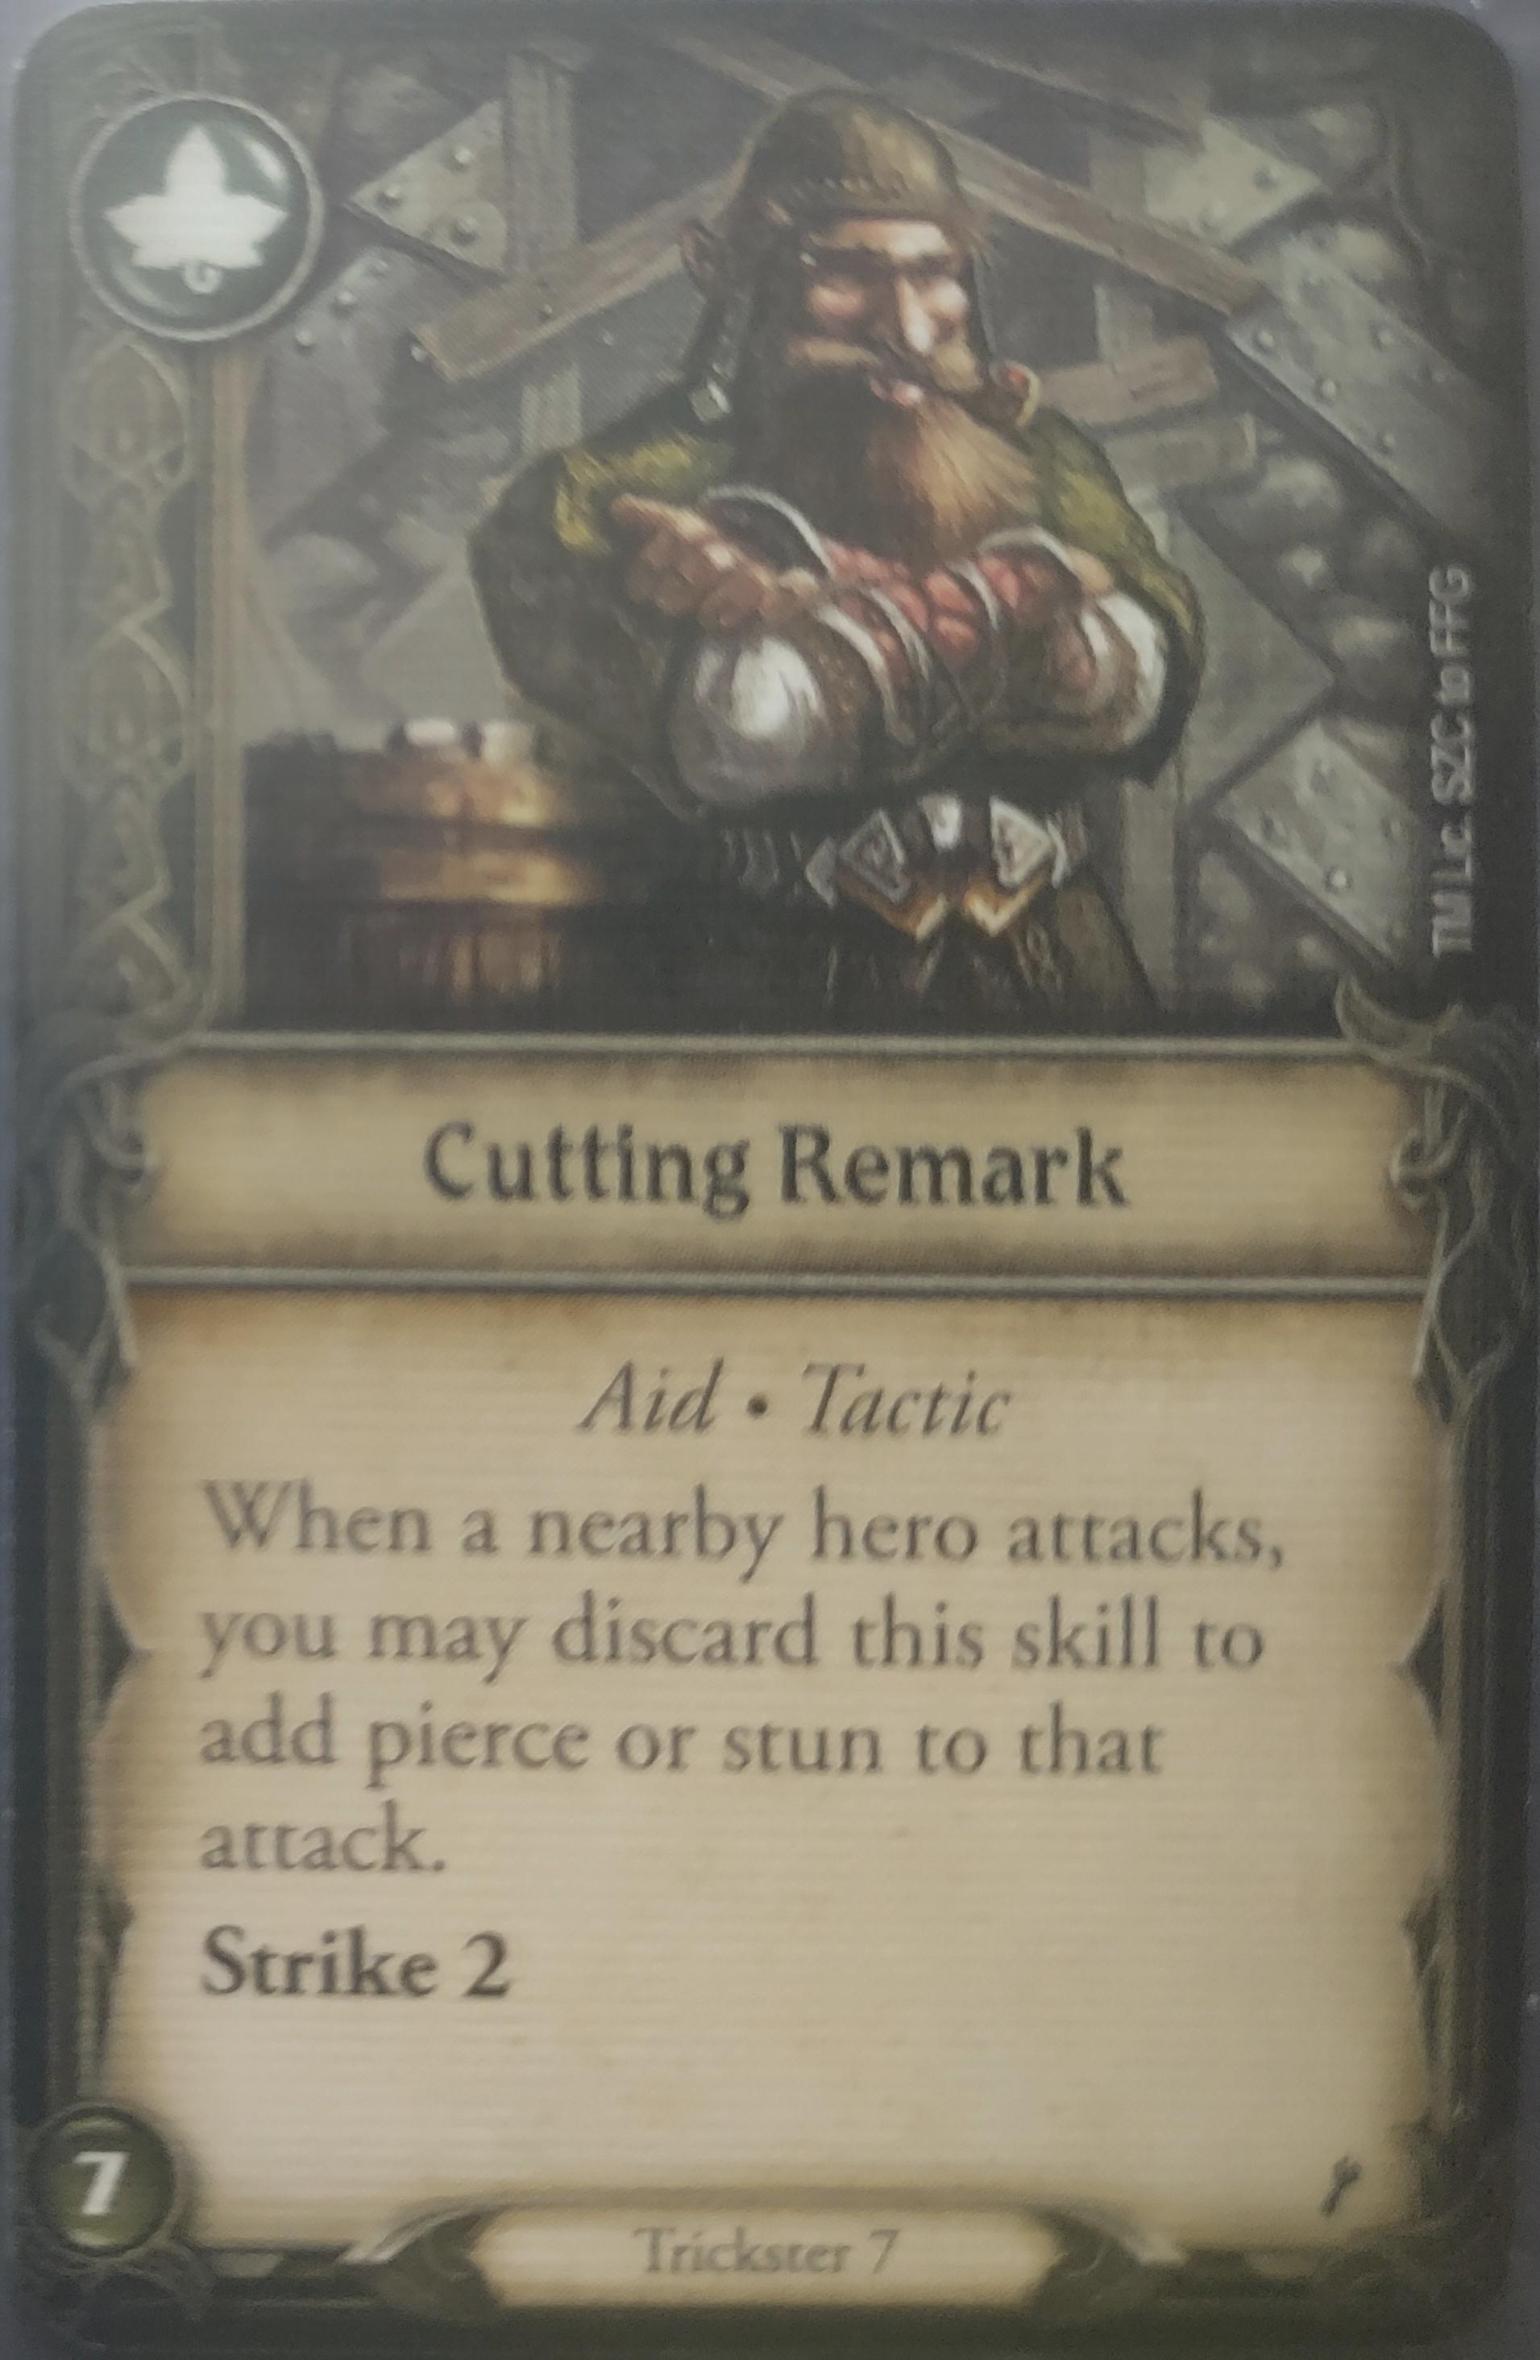 TM Lic. SZC to FFG
Cutting Remark
Aid • Tactic
When a nearby hero attacks,
you may discard this skill to
add pierce or stun to that
attack.
Strike 2
7
Trickster 7